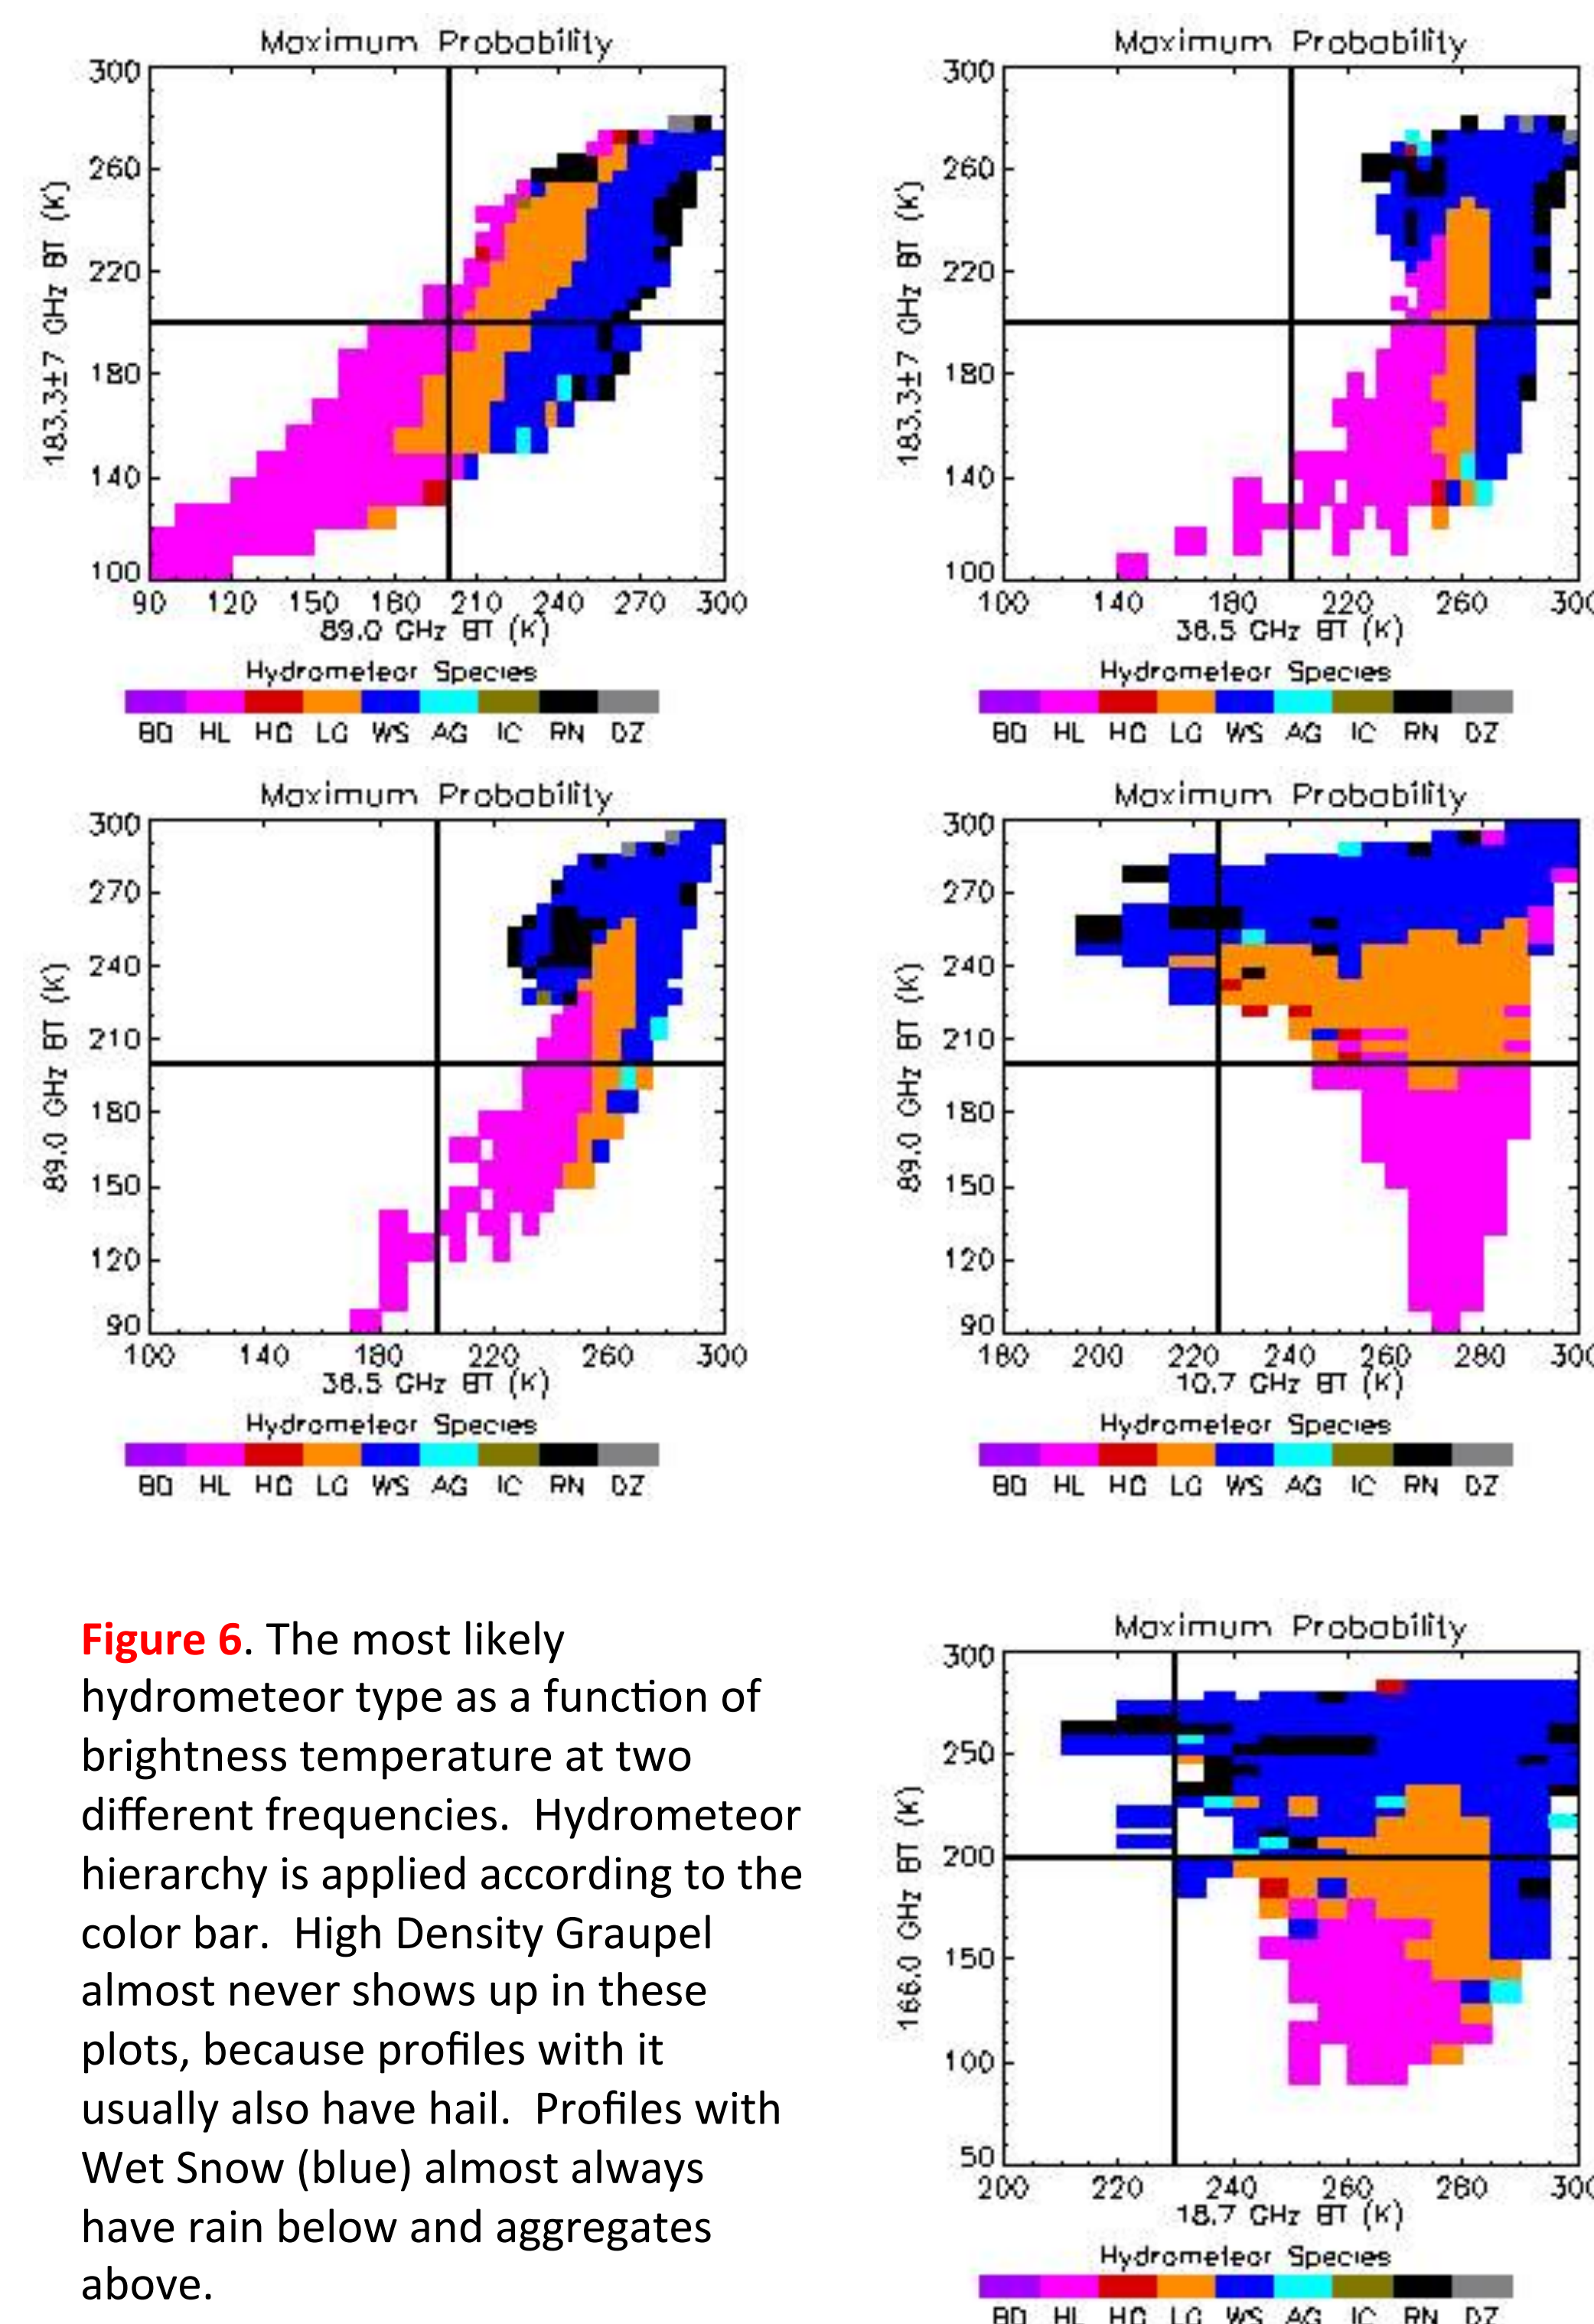 Maximum Probability
300
260
220
180
140
100
183.3±7 GHz BT (K)
90 120 150 180 210 240 270 300
89.0 GHz BT (K)
Hydrometeor Species
BD HL HG LG WS AG IC RN DZ
Maximum Probability
300
260
220
180
140
100
183.3±7 GHz BT (K)
100 140 180 220 260 300
36.5 GHz BT (K)
Hydrometeor Species
BD HL HG LG WS AG IC RN DZ
Maximum Probability
300
270
240
210
180
150
120
90
89.0 GHz BT (K)
100 140 180 220 260 300
36.5 GHz BT (K)
Hydrometeor Species
BD HL HG LG WS AG IC RN DZ
Maximum Probability
300
270
240
210
180
150
120
90
89.0 GHz BT (K)
180 200 220 240 260 280 300
10.7 GHz BT (K)
Hydrometeor Species
BD HL HG LG WS AG IC RN DZ
Figure 6. The most likely
hydrometeor type as a function of
brightness temperature at two
different frequencies. Hydrometeor
hierarchy is applied according to the
color bar. High Density Graupel
almost never shows up in these
plots, because profiles with it
usually also have hail. Profiles with
Wet Snow (blue) almost always
have rain below and aggregates
above.
Maximum Probability
300
250
200
150
100
50
166.0 GHz BT (K)
200 220 240 260 280 300
18.7 GHz BT (K)
Hydrometeor Species
BD HL HG LG WS AG IC RN DZ